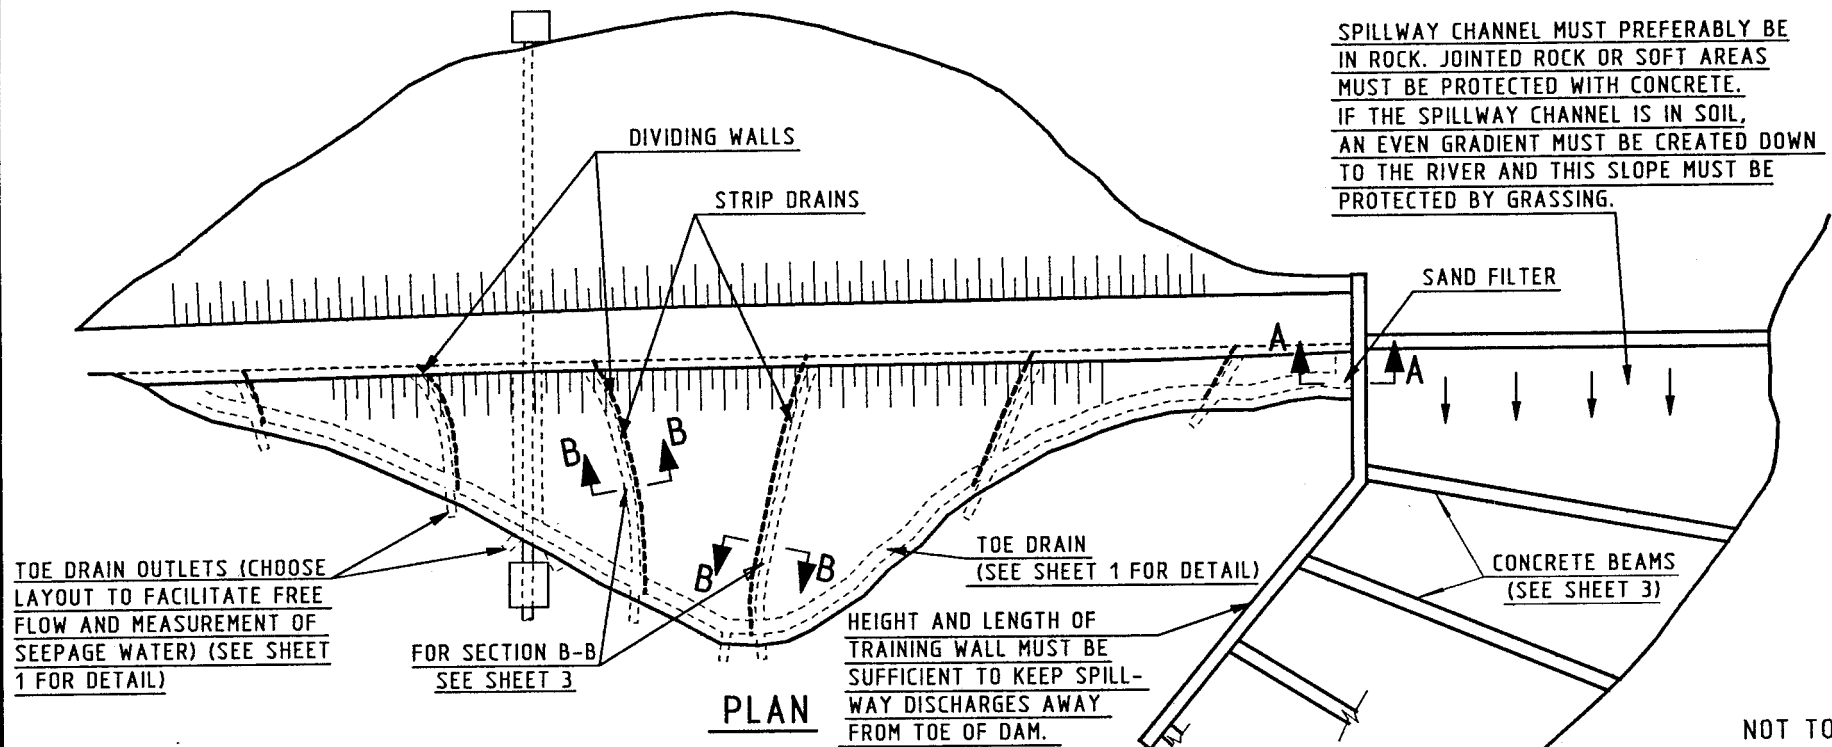 SPILLWAY CHANNEL MUST PREFERABLY BE
IN ROCK. JOINTED ROCK OR SOFT AREAS
MUST BE PROTECTED WITH CONCRETE.
IF THE SPILLWAY CHANNEL IS IN SOIL,
AN EVEN GRADIENT MUST BE CREATED DOWN
TO THE RIVER AND THIS SLOPE MUST BE
PROTECTED BY GRASSING.
DIVIDING WALLS
STRIP DRAINS
SAND FILTER
A
A
B
B
B
B
TOE DRAIN OUTLETS (CHOOSE
LAYOUT TO FACILITATE FREE
FLOW AND MEASUREMENT OF
SEEPAGE WATER) (SEE SHEET
1 FOR DETAIL)
FOR SECTION B-B
SEE SHEET 3
TOE DRAIN
(SEE SHEET 1 FOR DETAIL)
HEIGHT AND LENGTH OF
TRAINING WALL MUST BE
SUFFICIENT TO KEEP SPILL-
WAY DISCHARGES AWAY
FROM TOE OF DAM.
CONCRETE BEAMS
(SEE SHEET 3)
PLAN
NOT TO